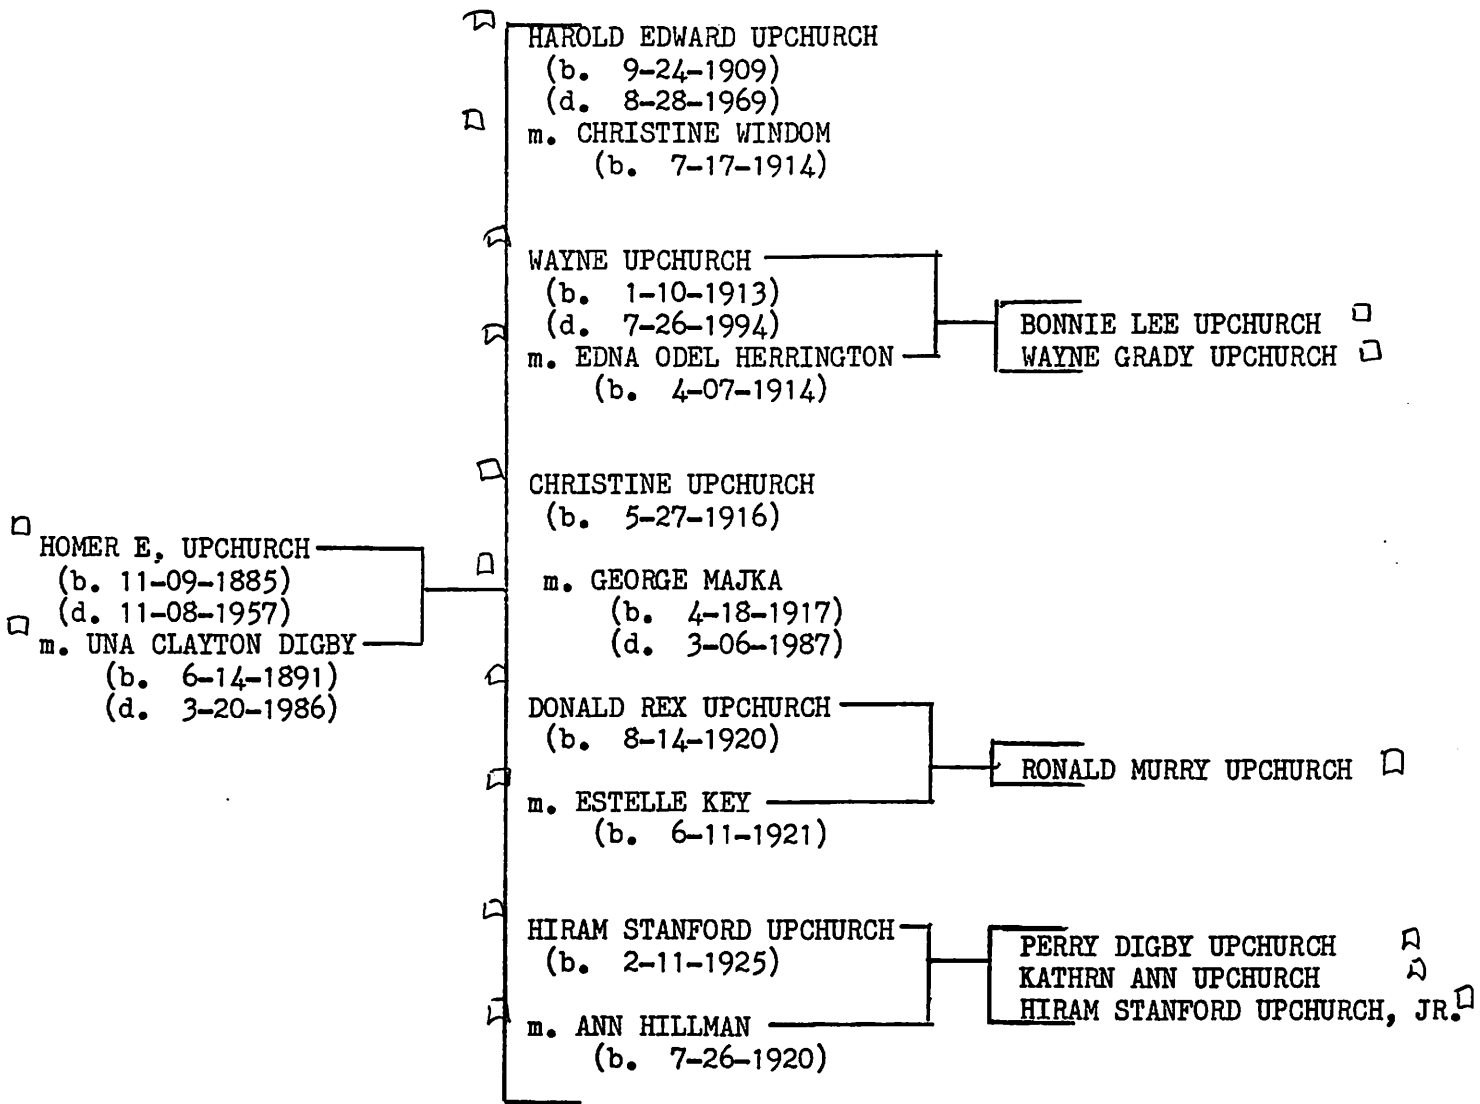 HAROLD EDWARD UPCHURCH
(b. 9-24-1909)
(d. 8-28-1969)
m. CHRISTINE WINDOM
(b. 7-17-1914)
WAYNE UPCHURCH
(b. 1-10-1913)
(d. 7-26-1994)
m. EDNA ODEL HERRINGTON
(b. 4-07-1914)
BONNIE LEE UPCHURCH
WAYNE GRADY UPCHURCH
CHRISTINE UPCHURCH
(b. 5-27-1916)
m. GEORGE MAJKA
(b. 4-18-1917)
(d. 3-06-1987)
HOMER E, UPCHURCH
(b. 11-09-1885)
(d. 11-08-1957)
m. UNA CLAYTON DIGBY
(b. 6-14-1891)
(d. 3-20-1986)
DONALD REX UPCHURCH
(b. 8-14-1920)
m. ESTELLE KEY
(b. 6-11-1921)
RONALD MURRY UPCHURCH
HIRAM STANFORD UPCHURCH
(b. 2-11-1925)
m. ANN HILLMAN
(b. 7-26-1920)
PERRY DIGBY UPCHURCH
KATHRN ANN UPCHURCH
HIRAM STANFORD UPCHURCH, JR.